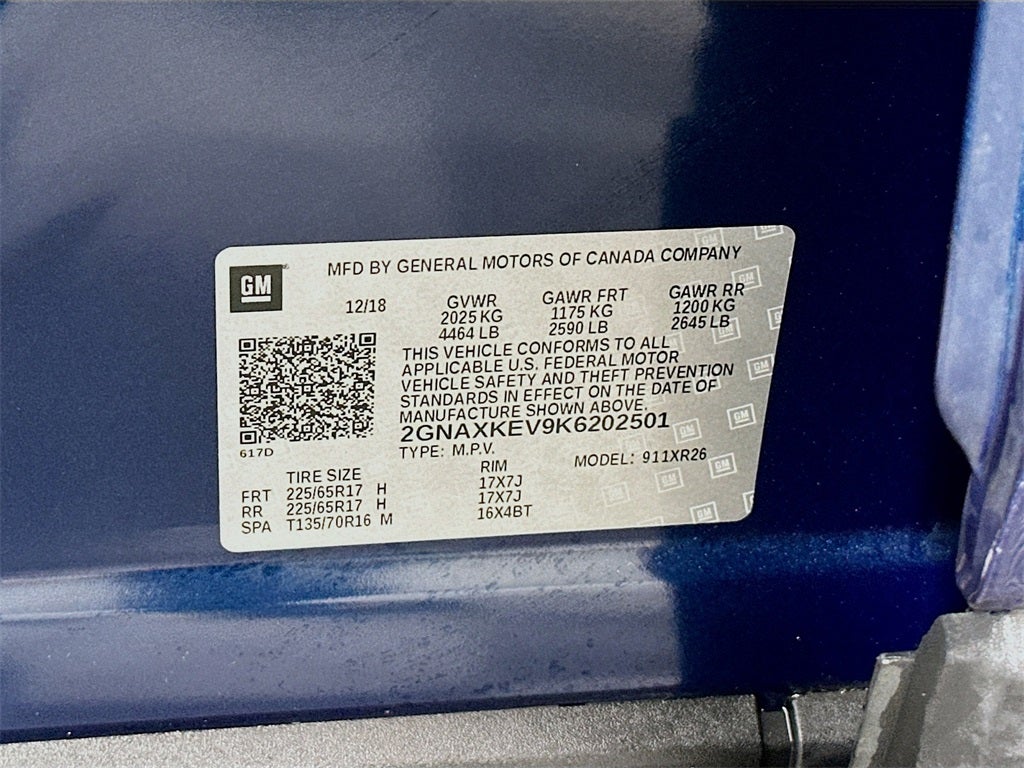 GM
MFD BY GENERAL MOTORS OF CANADA COMPANY
12/18 GVWR GAWR FRT GAWR RR
2025 KG 1175 KG 1200 KG
4464 LB 2590 LB 2645 LB
THIS VEHICLE CONFORMS TO ALL
APPLICABLE U.S. FEDERAL MOTOR
VEHICLE SAFETY AND THEFT PREVENTION
STANDARDS IN EFFECT ON THE DATE OF
MANUFACTURE SHOWN ABOVE.
2GNAXKEV9K6202501
617D
TYPE: M.P.V. MODEL: 911XR26
TIRE SIZE RIM
FRT 225/65R17 H 17X7J
RR 225/65R17 H 17X7J
SPA T135/70R16 M 16X4BT